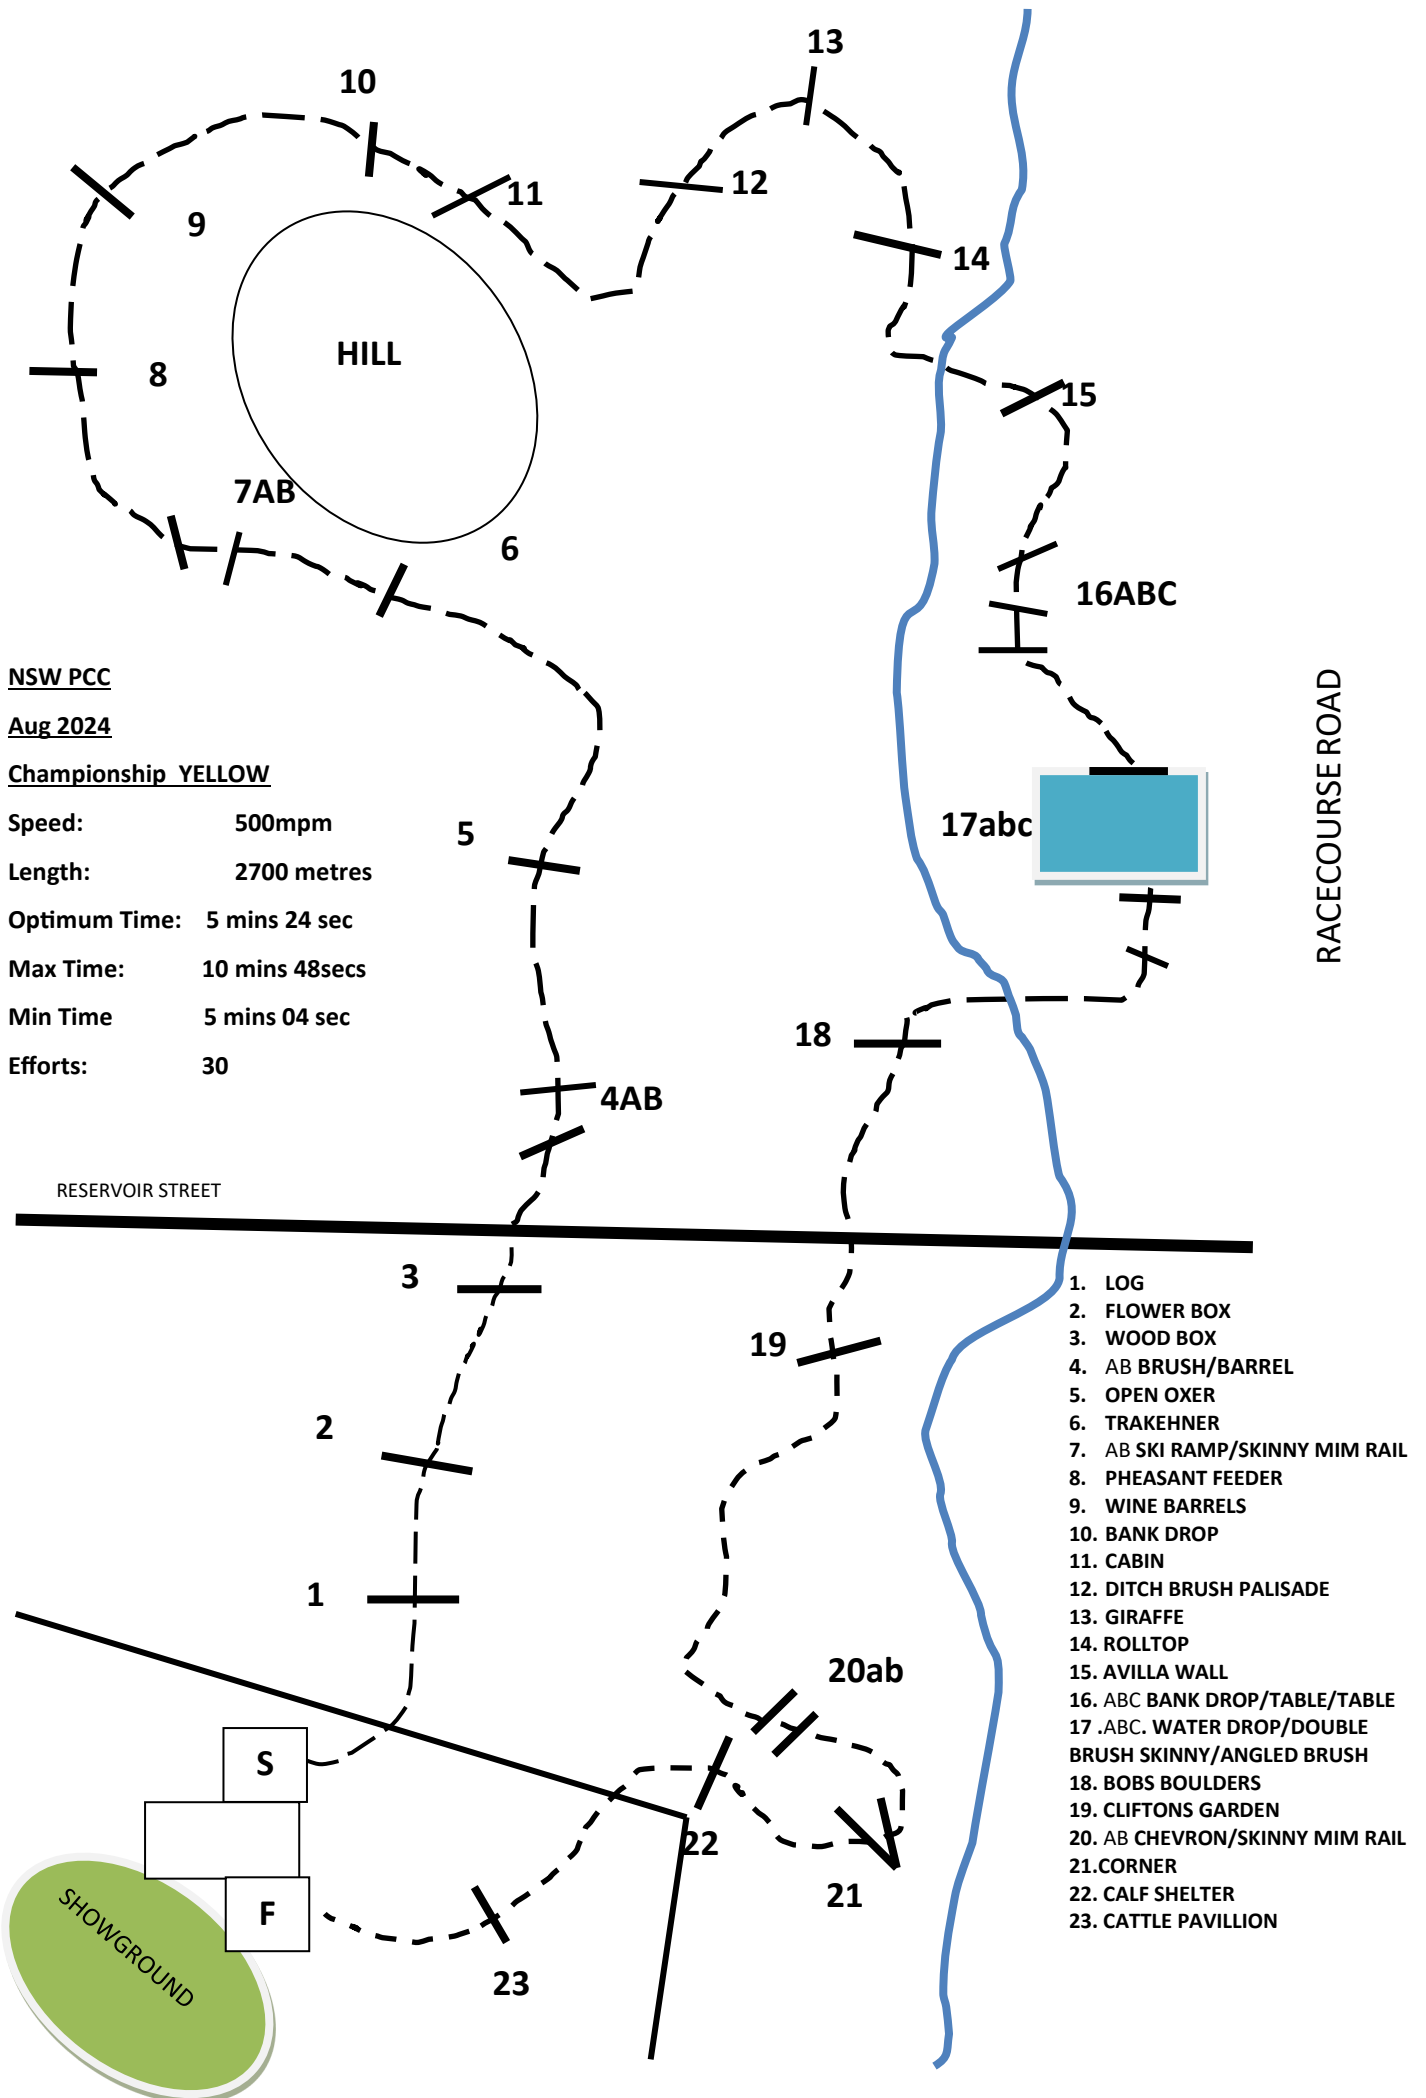 13
10
12
11
9
14
HILL
8
15
7AB
6
16ABC
NSW PCC
Aug 2024
Championship  YELLOW
Speed: 500mpm
Length: 2700 metres
Optimum Time: 5 mins 24 sec
Max Time: 10 mins 48secs
Min Time 5 mins 04 sec
Efforts: 30
RACECOURSE ROAD
5
17abc
18
4AB
RESERVOIR STREET
3
19
2
1
20ab
S
22
21
F
SHOWGROUND
23
1. LOG
2. FLOWER BOX
3. WOOD BOX
4. AB BRUSH/BARREL
5. OPEN OXER
6. TRAKEHNER
7. AB SKI RAMP/SKINNY MIM RAIL
8. PHEASANT FEEDER
9. WINE BARRELS
10. BANK DROP
11. CABIN
12. DITCH BRUSH PALISADE
13. GIRAFFE
14. ROLLTOP
15. AVILLA WALL
16. ABC BANK DROP/TABLE/TABLE
17 .ABC. WATER DROP/DOUBLE
BRUSH SKINNY/ANGLED BRUSH
18. BOBS BOULDERS
19. CLIFTONS GARDEN
20. AB CHEVRON/SKINNY MIM RAIL
21.CORNER
22. CALF SHELTER
23. CATTLE PAVILLION